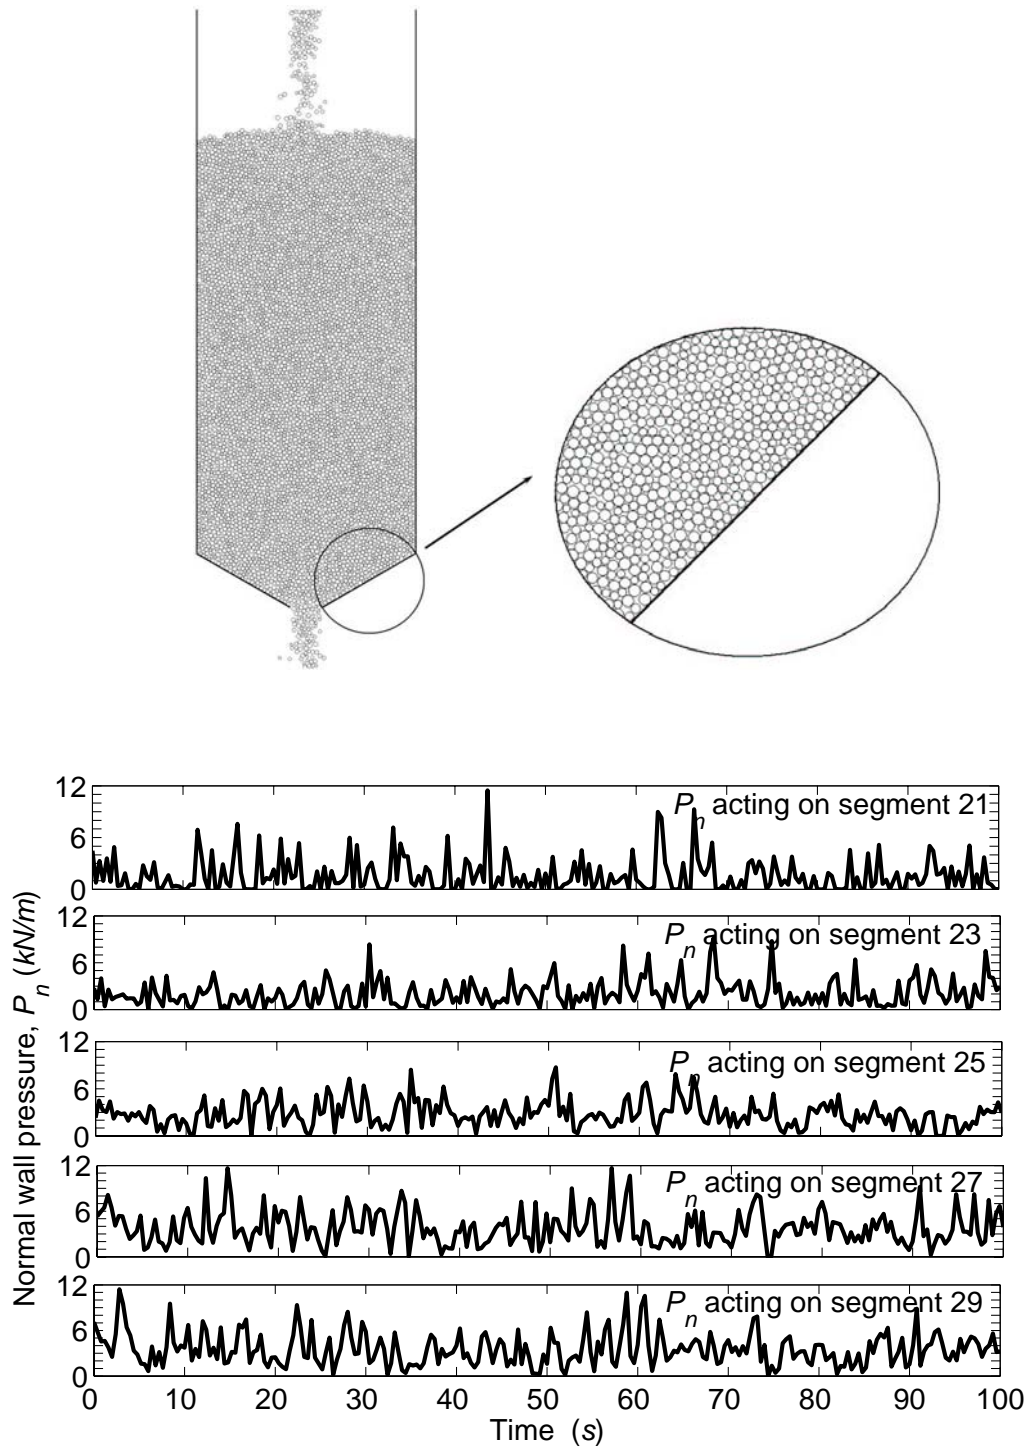 12
P_n acting on segment 21
6
0
12
P_n acting on segment 23
6
0
12
P_n acting on segment 25
6
0
12
P_n acting on segment 27
6
0
12
P_n acting on segment 29
6
0
0 10 20 30 40 50 60 70 80 90 100
Time (s)
Normal wall pressure, P_n (kN/m)